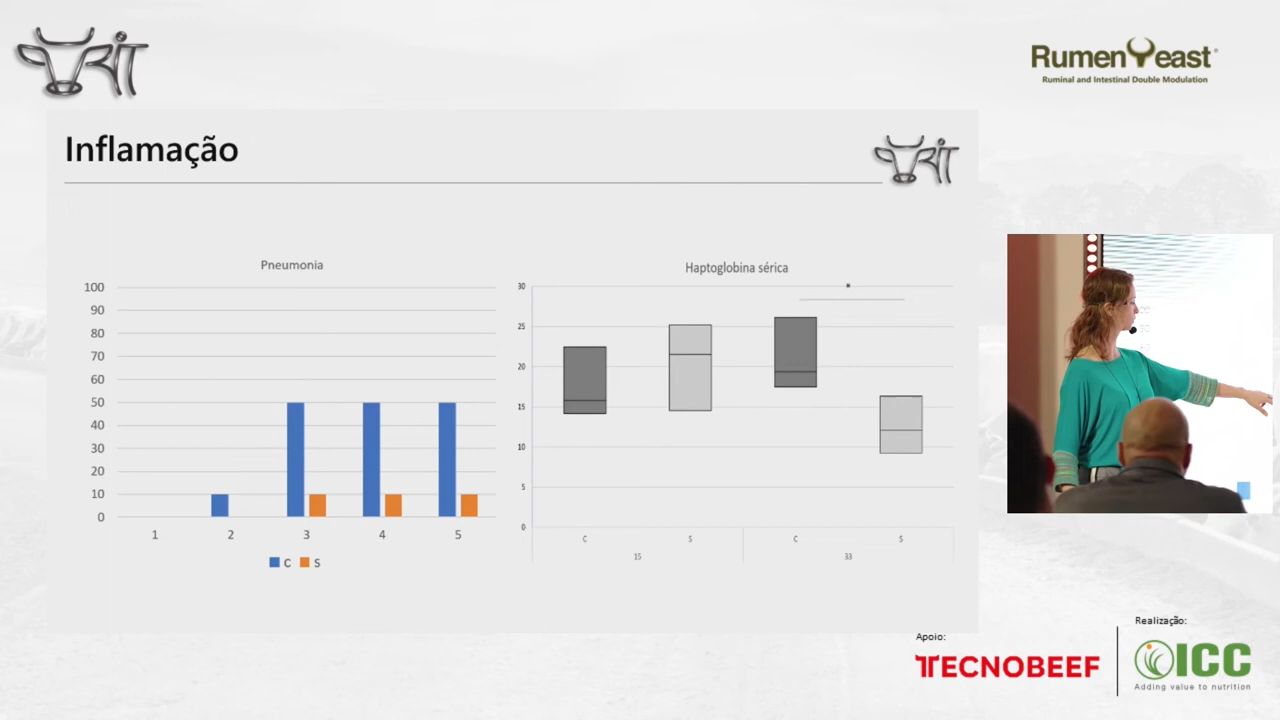 RIT
RumenYeast®
Ruminal and Intestinal Double Modulation
Inflamação
RIT
Pneumonia
100
90
80
70
60
50
40
30
20
10
0
1 2 3 4 5
C S
Haptoglobina sérica
30
25
20
15
10
5
0
*
C S C S
15 33
Apoio:
TECNOBEEF
Realização:
ICC
Adding value to nutrition